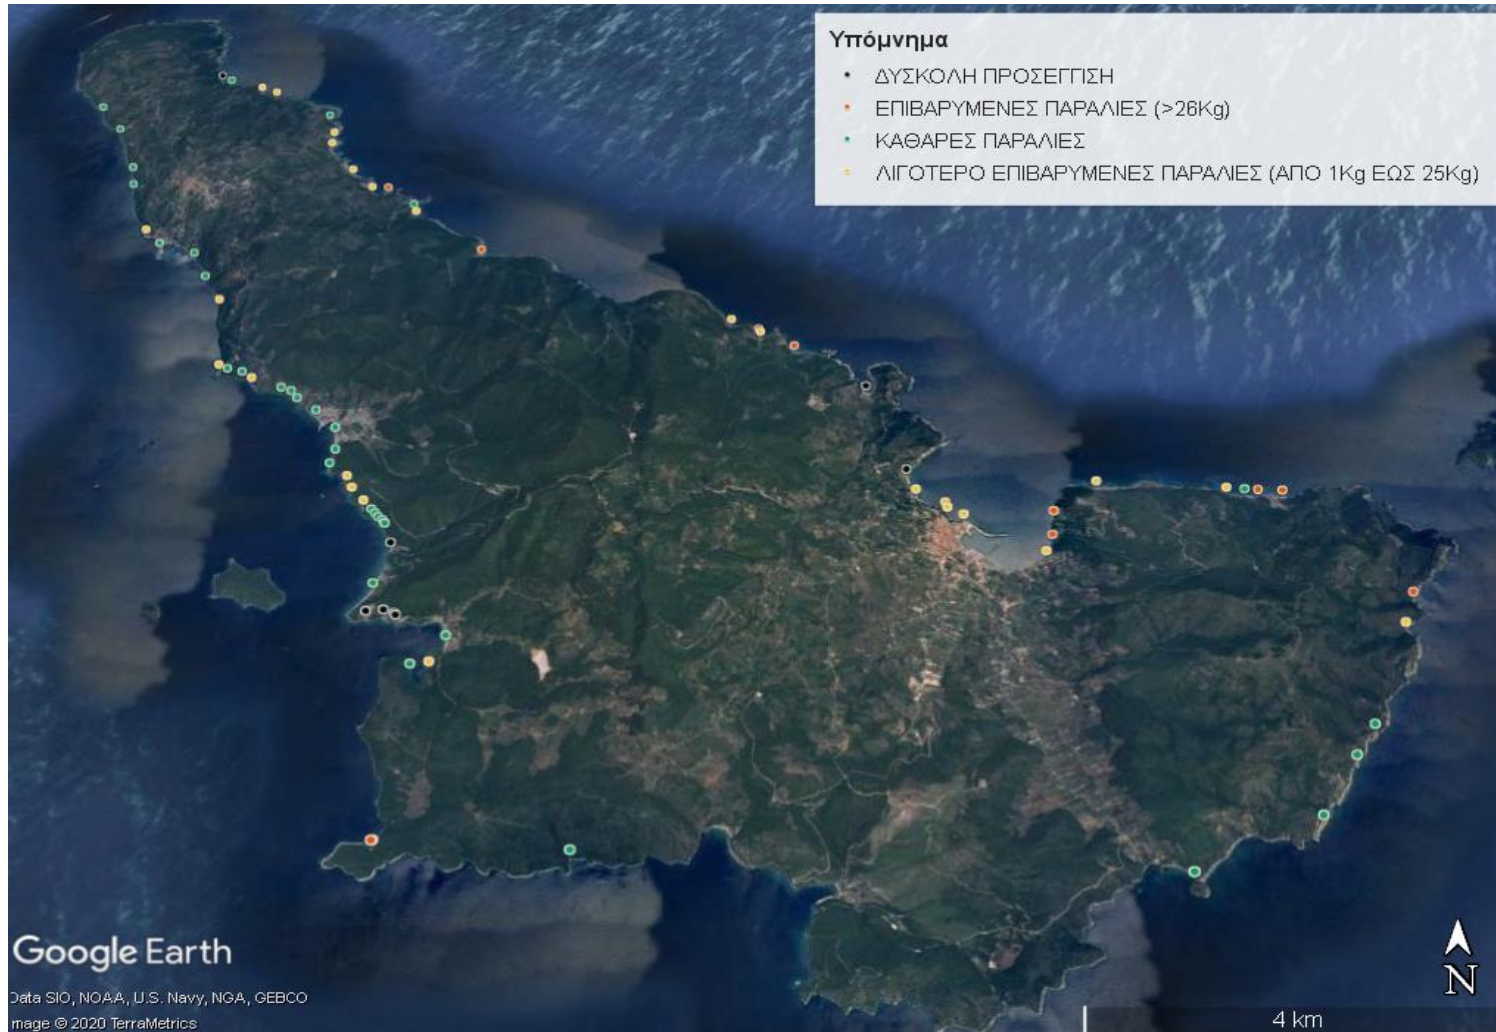 Υπόμνημα
ΔΥΣΚΟΛΗ ΠΡΟΣΕΓΓΙΣΗ
ΕΠΙΒΑΡΥΜΕΝΕΣ ΠΑΡΑΛΙΕΣ (>26Kg)
ΚΑΘΑΡΕΣ ΠΑΡΑΛΙΕΣ
ΛΙΓΟΤΕΡΟ ΕΠΙΒΑΡΥΜΕΝΕΣ ΠΑΡΑΛΙΕΣ (ΑΠΟ 1Kg ΕΩΣ 25Kg)
Google Earth
Data SIO, NOAA, U.S. Navy, NGA, GEBCO
mage © 2020 TerraMetrics
N
4 km